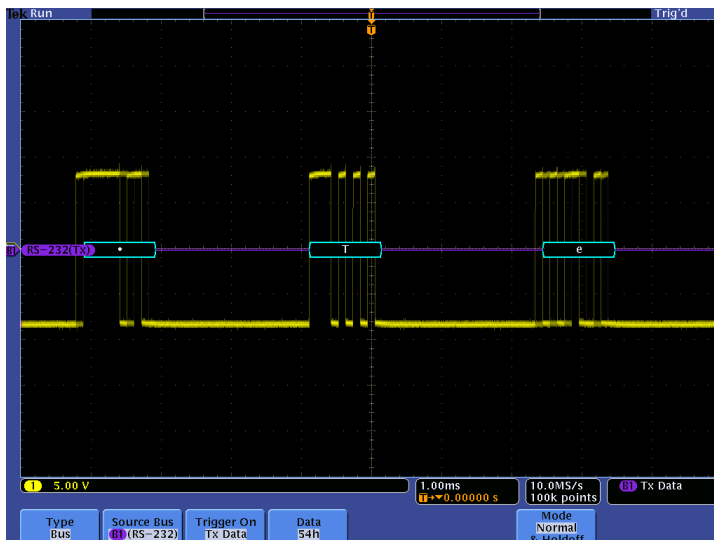 Tek Run Trig'd
T
B1 RS-232(Tx) • T e
1 5.00 V 1.00ms 10.0MS/s B1 Tx Data
T→▼0.00000 s 100k points
Type Source Bus Trigger On Data Mode
Bus B1 (RS-232) Tx Data 54h Normal
& Holdoff